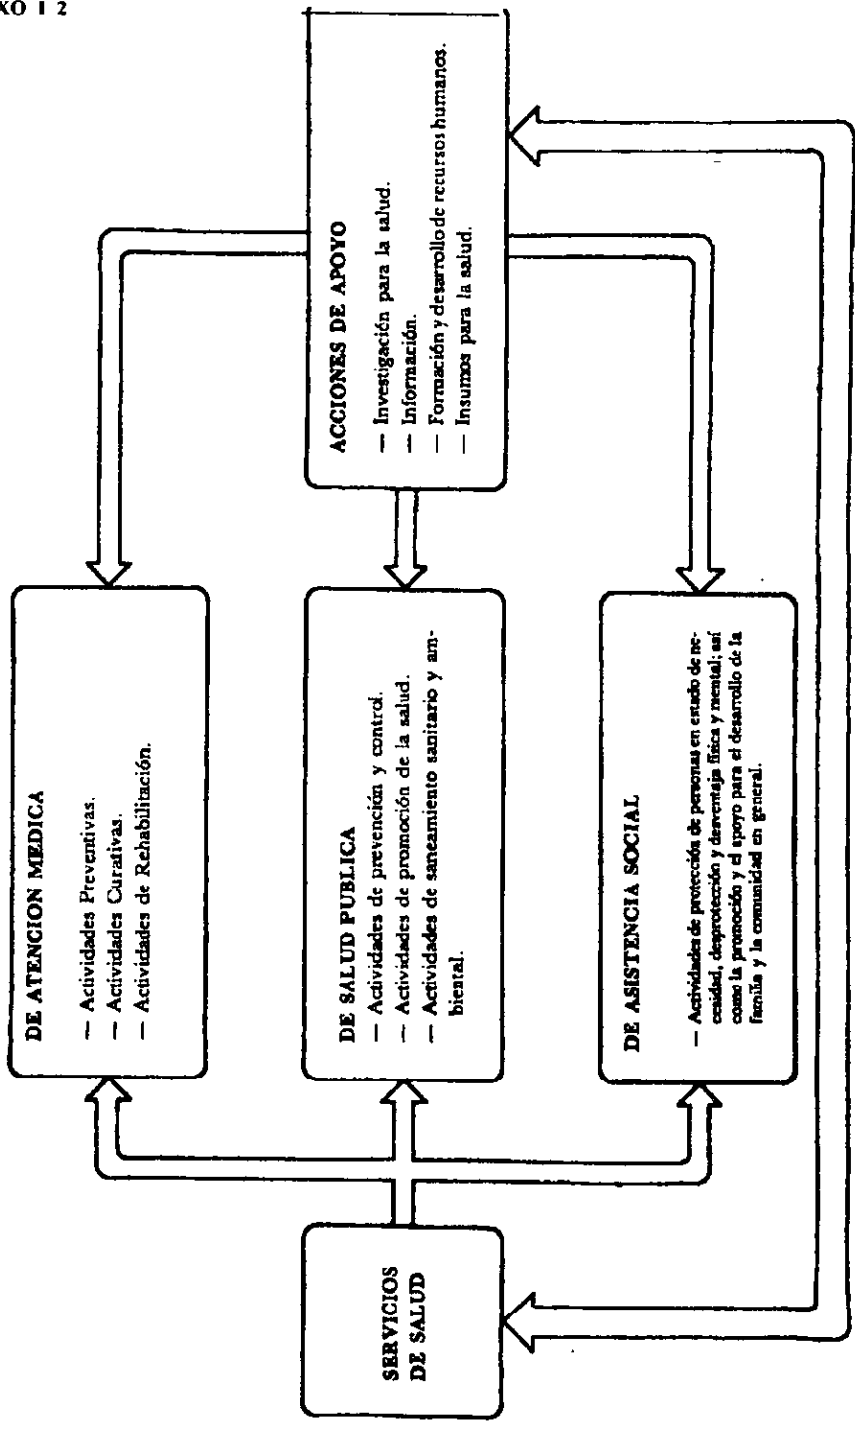 XO I 2
SERVICIOS
DE SALUD
DE ATENCION MEDICA
— Actividades Preventivas.
— Actividades Curativas.
— Actividades de Rehabilitación.
DE SALUD PUBLICA
— Actividades de prevención y control.
— Actividades de promoción de la salud.
— Actividades de saneamiento sanitario y am-
biental.
DE ASISTENCIA SOCIAL
— Actividades de protección de personas en estado de ne-
cesidad, desprotección y desventaja física y mental; así
como la promoción y el apoyo para el desarrollo de la
familia y la comunidad en general.
ACCIONES DE APOYO
— Investigación para la salud.
— Información.
— Formación y desarrollo de recursos humanos.
— Insumos para la salud.